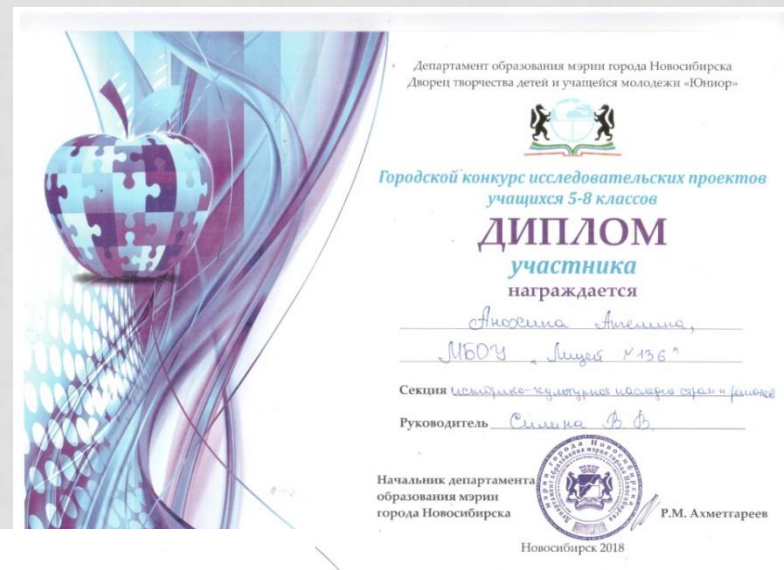 Департамент образования мэрии города Новосибирска
Дворец творчества детей и учащейся молодежи «Юниор»
Городской конкурс исследовательских проектов
учащихся 5-8 классов
ДИПЛОМ
участника
награждается
Анохина Ангелина,
МБОУ „Лицей №136"
Секция историко-культурное наследие стран и регионов
Руководитель Силина В. В.
Начальник департамента
образования мэрии
города Новосибирска
Р.М. Ахметгареев
Новосибирск 2018